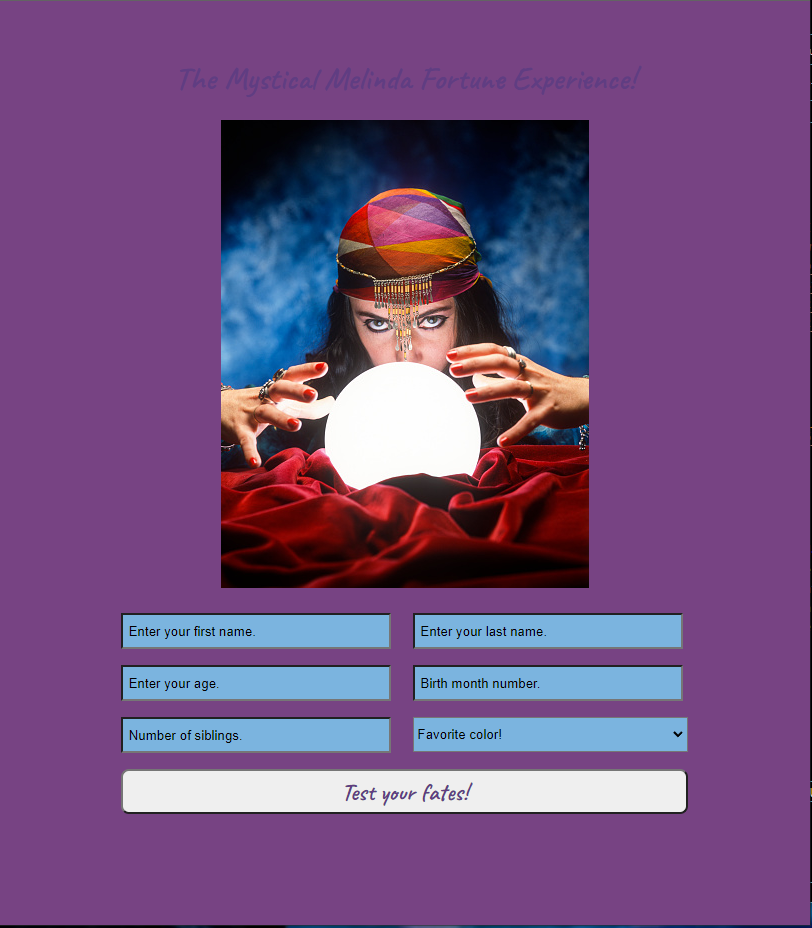 The Mystical Melinda Fortune Experience!
Enter your first name.
Enter your last name.
Enter your age.
Birth month number.
Number of siblings.
Favorite color!
Test your fates!